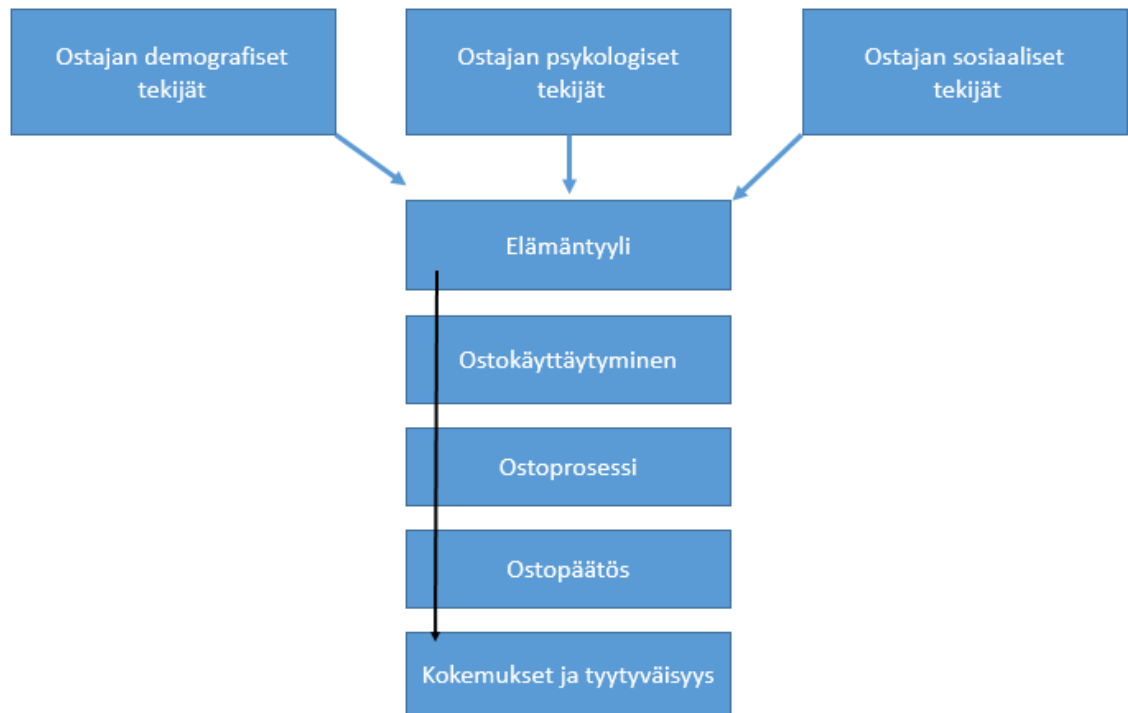 Ostajan demografiset
tekijät
Ostajan psykologiset
tekijät
Ostajan sosiaaliset
tekijät
Elämäntyyli
Ostokäyttäytyminen
Ostoprosessi
Ostopäätös
Kokemukset ja tyytyväisyys